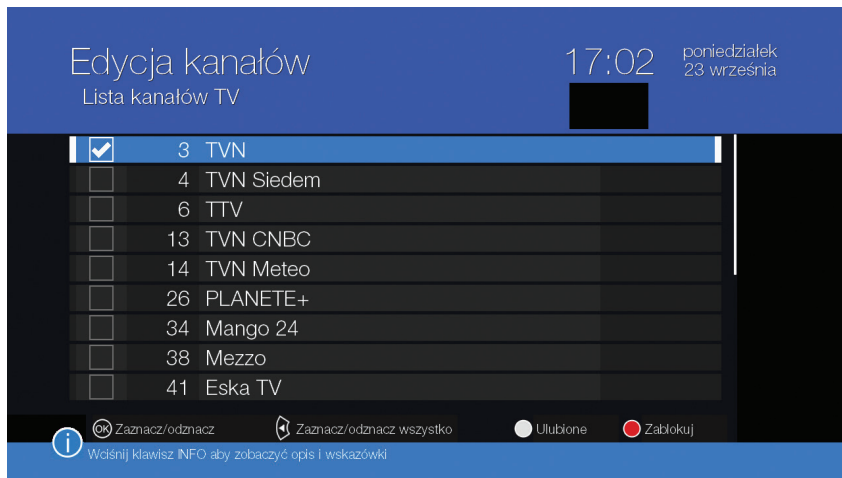 Edycja kanałów
Lista kanałów TV
17:02
poniedziałek
23 września
3 TVN
4 TVN Siedem
6 TTV
13 TVN CNBC
14 TVN Meteo
26 PLANETE+
34 Mango 24
38 Mezzo
41 Eska TV
OK Zaznacz/odznacz Zaznacz/odznacz wszystko Ulubione Zablokuj
i Wciśnij klawisz INFO aby zobaczyć opis i wskazówki